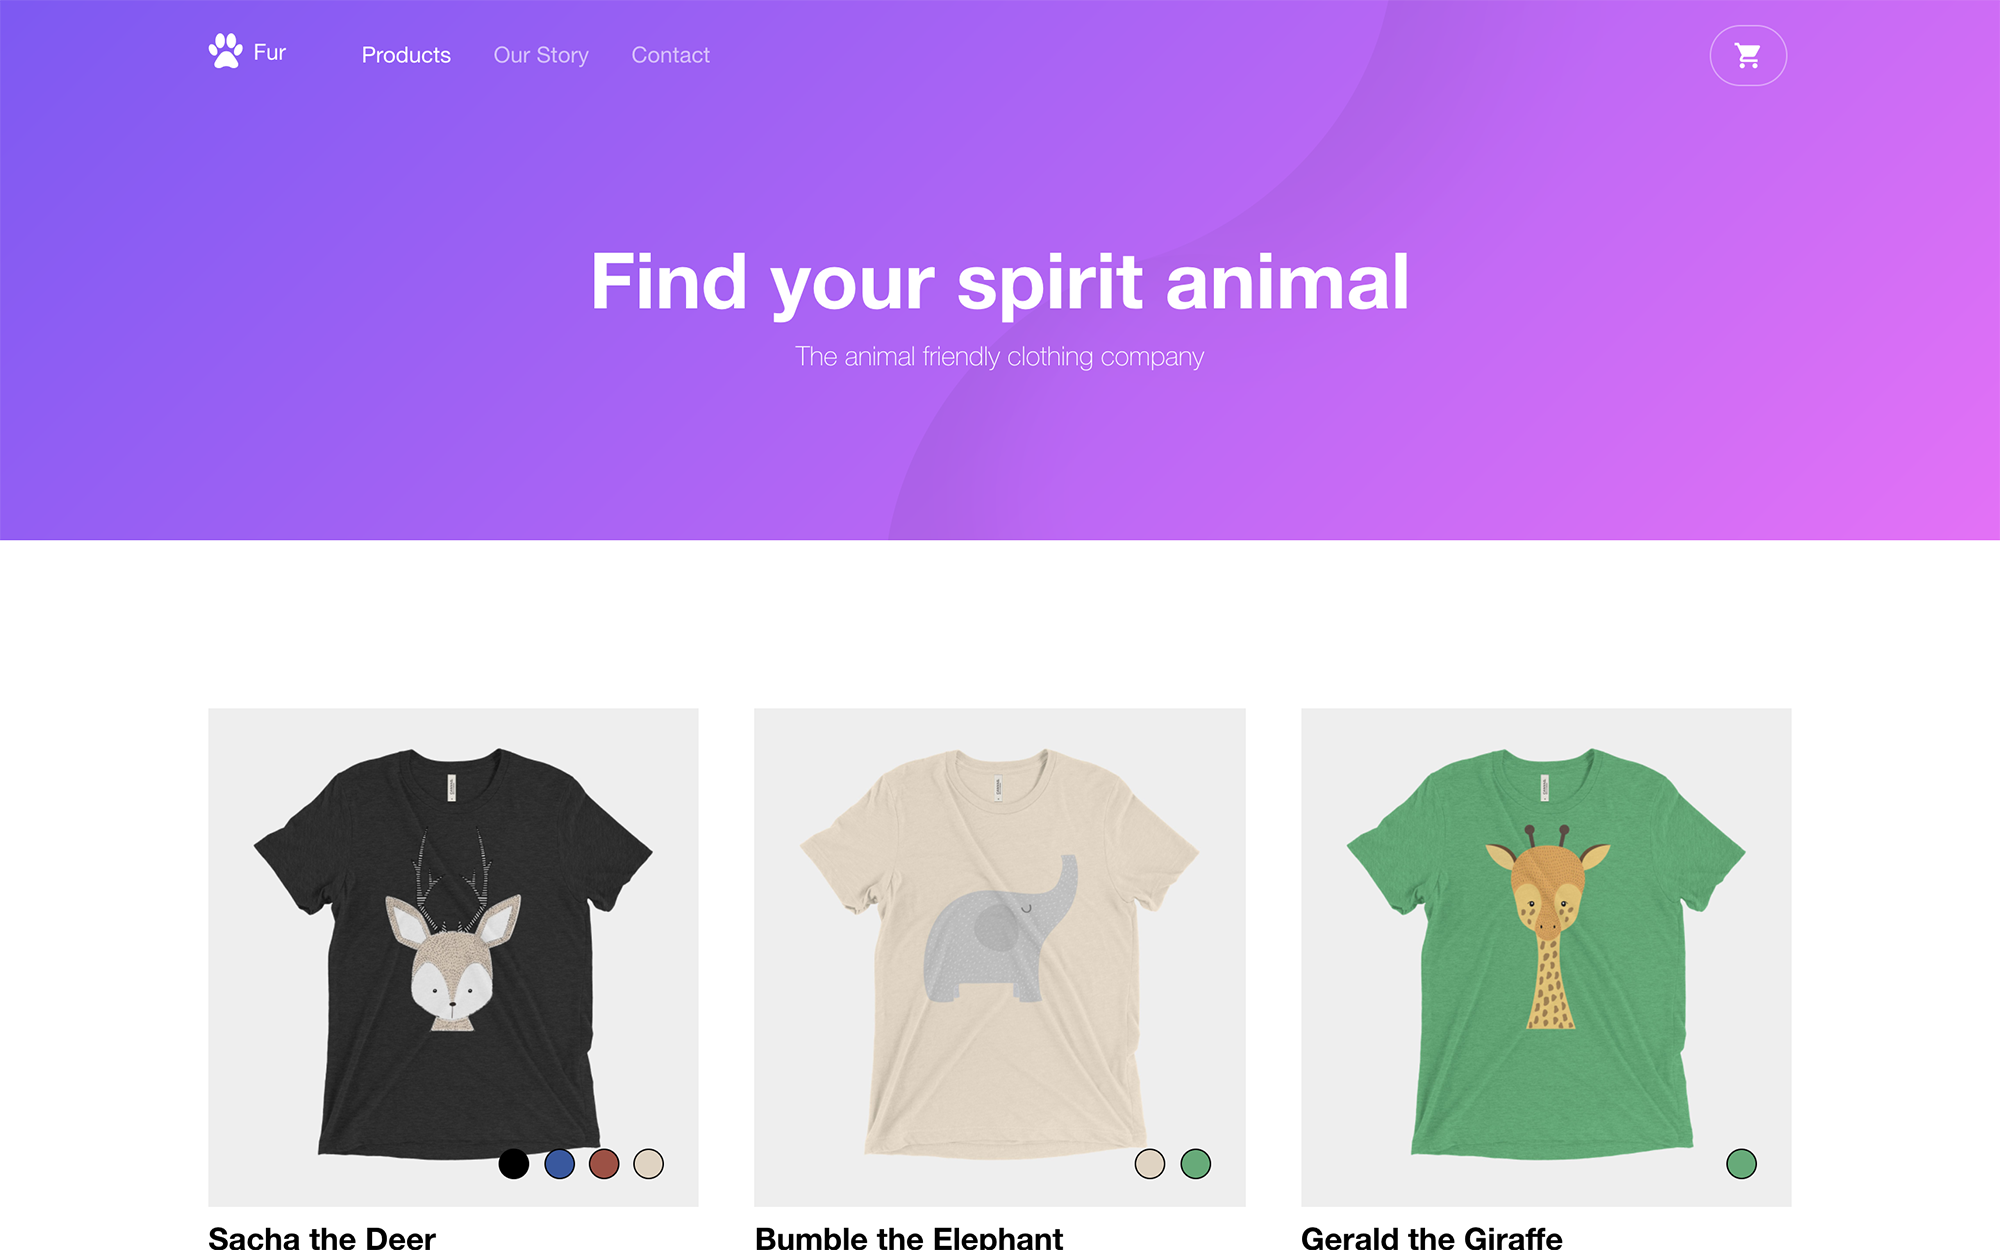 Fur
Products
Our Story
Contact
Find your spirit animal
The animal friendly clothing company
Sacha the Deer
Bumble the Elephant
Gerald the Giraffe